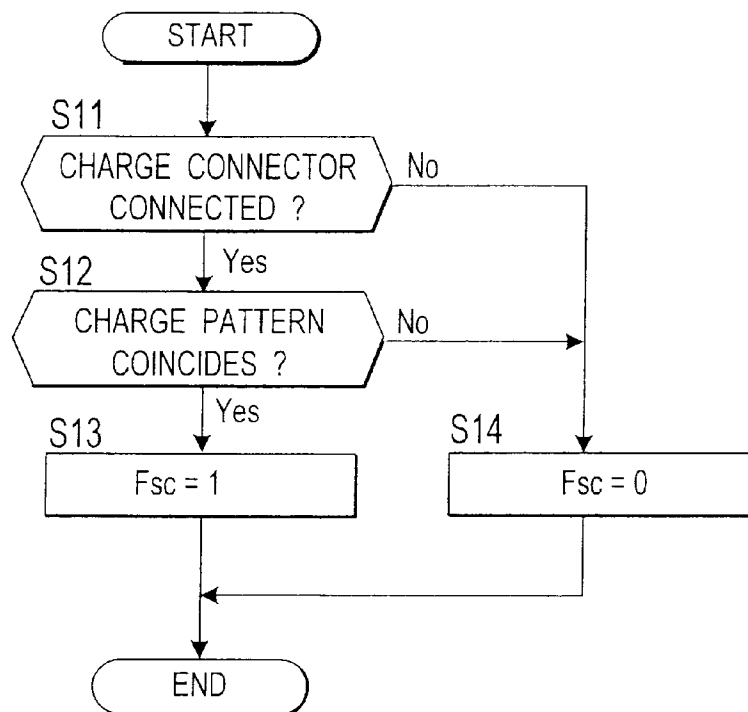 START
S11
CHARGE CONNECTOR
CONNECTED ?
No
Yes
S12
CHARGE PATTERN
COINCIDES ?
No
Yes
S13
Fsc = 1
S14
Fsc = 0
END